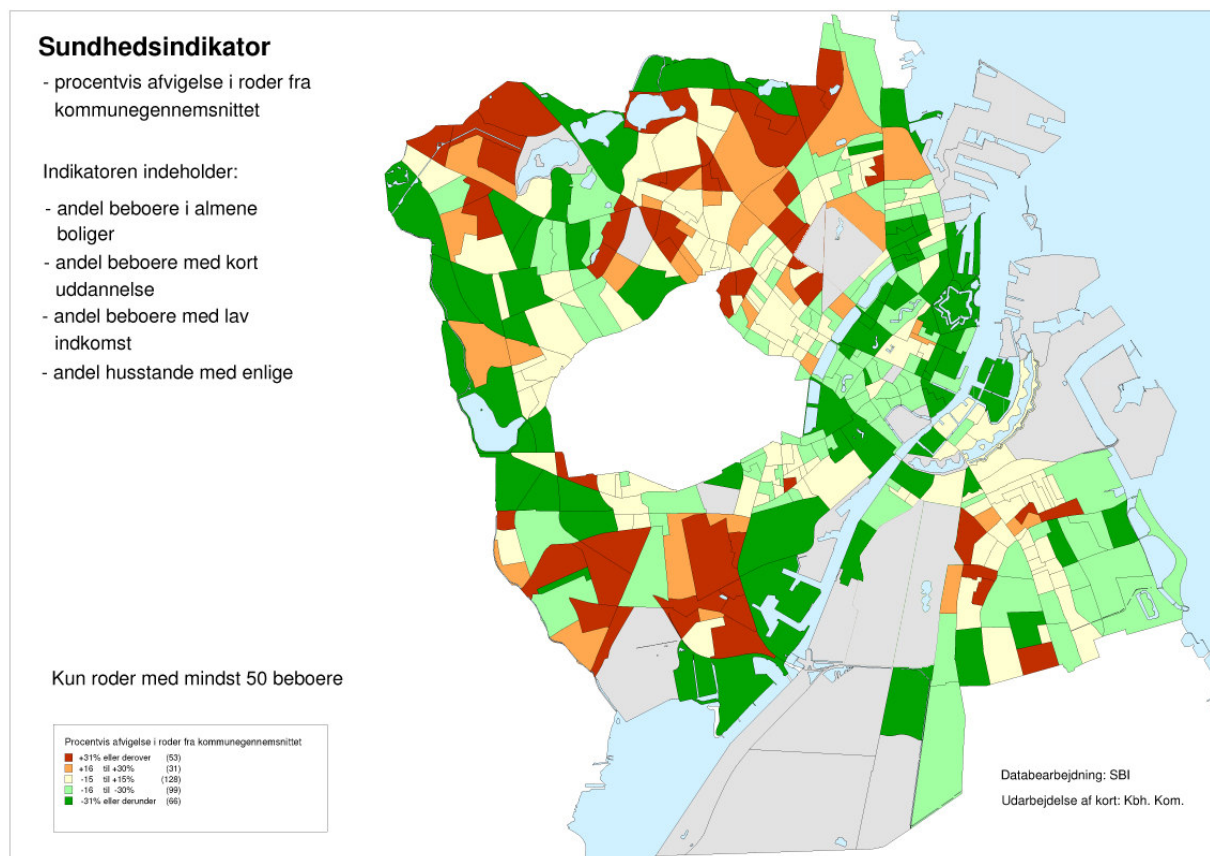 Sundhedsindikator
- procentvis afvigelse i roder fra
kommunegennemsnittet
Indikatoren indeholder:
- andel beboere i almene
boliger
- andel beboere med kort
uddannelse
- andel beboere med lav
indkomst
- andel husstande med enlige
Kun roder med mindst 50 beboere
Procentvis afvigelse i roder fra kommunegennemsnittet
+31% eller derover (53)
+16 til +30% (31)
-15 til +15% (128)
-16 til -30% (99)
-31% eller derunder (66)
Databearbejdning: SBI
Udarbejdelse af kort: Kbh. Kom.